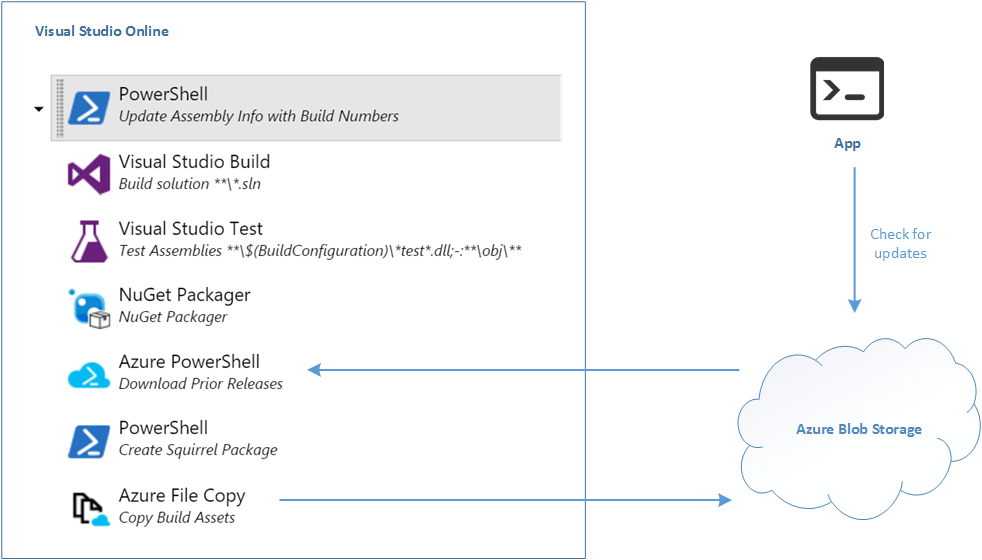 Visual Studio Online
PowerShell
Update Assembly Info with Build Numbers
Visual Studio Build
Build solution **\*.sln
Visual Studio Test
Test Assemblies **\$(BuildConfiguration)\*test*.dll;-:**\obj\**
NuGet Packager
NuGet Packager
Azure PowerShell
Download Prior Releases
PowerShell
Create Squirrel Package
Azure File Copy
Copy Build Assets
App
Check for
updates
Azure Blob Storage